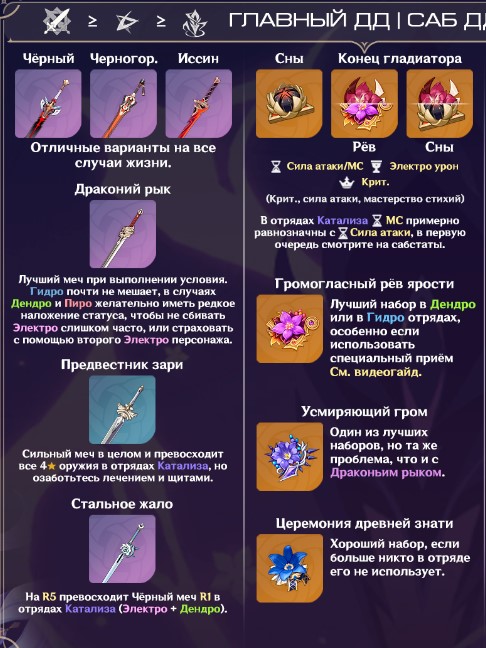 ≥ ≥ ГЛАВНЫЙ ДД | САБ ДД
Чёрный Черногор. Иссин
Отличные варианты на все
случаи жизни.
Драконий рык
Лучший меч при выполнении условия.
Гидро почти не мешает, в случаях
Дендро и Пиро желательно иметь редкое
наложение статуса, чтобы не сбивать
Электро слишком часто, или страховать
с помощью второго Электро персонажа.
Предвестник зари
Сильный меч в целом и превосходит
все 4★ оружия в отрядах Катализа, но
озаботьтесь лечением и щитами.
Стальное жало
На R5 превосходит Чёрный меч R1 в
отрядах Катализа (Электро + Дендро).
Сны Конец гладиатора
Рёв Сны
Сила атаки/МС Электро урон
Крит.
(Крит., сила атаки, мастерство стихий)
В отрядах Катализа МС примерно
равнозначны с Сила атаки, в первую
очередь смотрите на сабстаты.
Громогласный рёв ярости
Лучший набор в Дендро
или в Гидро отрядах,
особенно если
использовать
специальный приём
См. видеогайд.
Усмиряющий гром
Один из лучших
наборов, но та же
проблема, что и с
Драконьим рыком.
Церемония древней знати
Хороший набор, если
больше никто в отряде
его не использует.